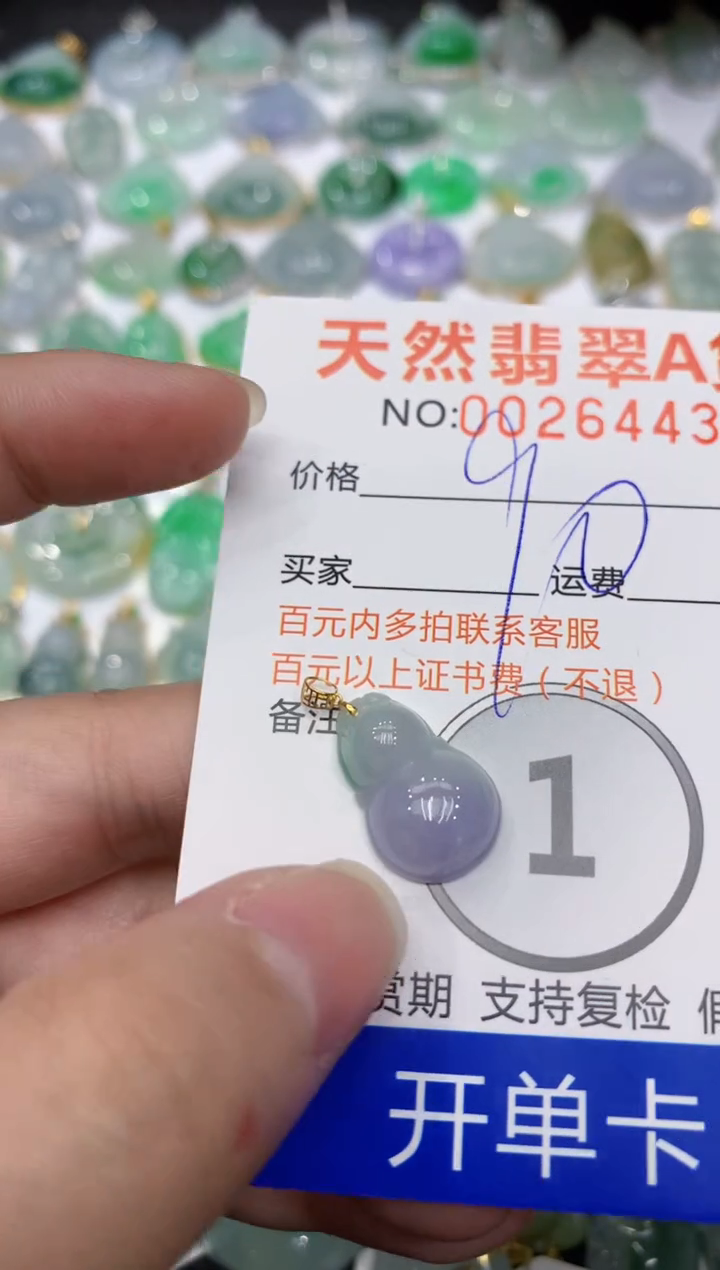 天然翡翠A货
NO:0026443
价格
90
买家 运费
百元内多拍联系客服
百元以上证书费（不退）
备注
1
赏期 支持复检 假
开单卡